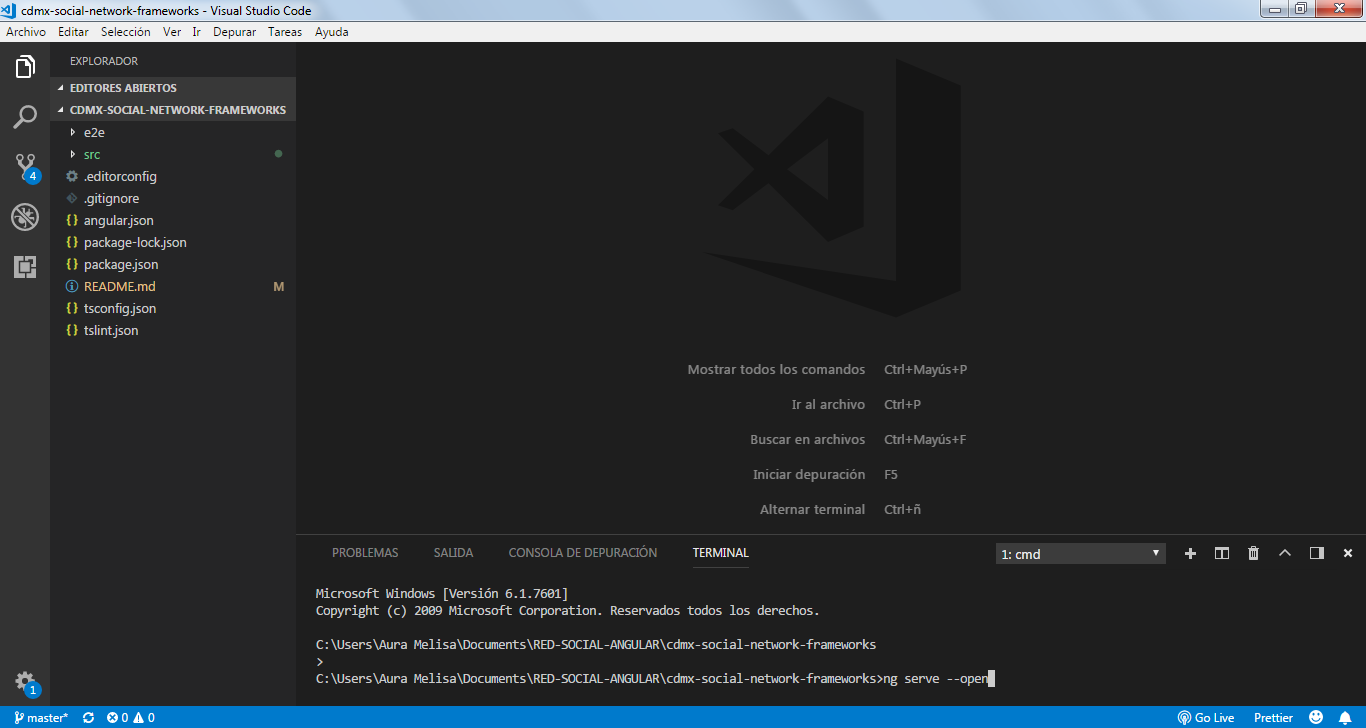 cdmx-social-network-frameworks - Visual Studio Code
Archivo Editar Selección Ver Ir Depurar Tareas Ayuda
EXPLORADOR
EDITORES ABIERTOS
CDMX-SOCIAL-NETWORK-FRAMEWORKS
e2e
src
.editorconfig
.gitignore
{} angular.json
{} package-lock.json
{} package.json
README.md M
{} tsconfig.json
{} tslint.json
4
1
Mostrar todos los comandos Ctrl+Mayús+P
Ir al archivo Ctrl+P
Buscar en archivos Ctrl+Mayús+F
Iniciar depuración F5
Alternar terminal Ctrl+ñ
PROBLEMAS SALIDA CONSOLA DE DEPURACIÓN TERMINAL 1: cmd
Microsoft Windows [Versión 6.1.7601]
Copyright (c) 2009 Microsoft Corporation. Reservados todos los derechos.
C:\Users\Aura Melisa\Documents\RED-SOCIAL-ANGULAR\cdmx-social-network-frameworks
>
C:\Users\Aura Melisa\Documents\RED-SOCIAL-ANGULAR\cdmx-social-network-frameworks>ng serve --open
master* 0 0 Go Live Prettier